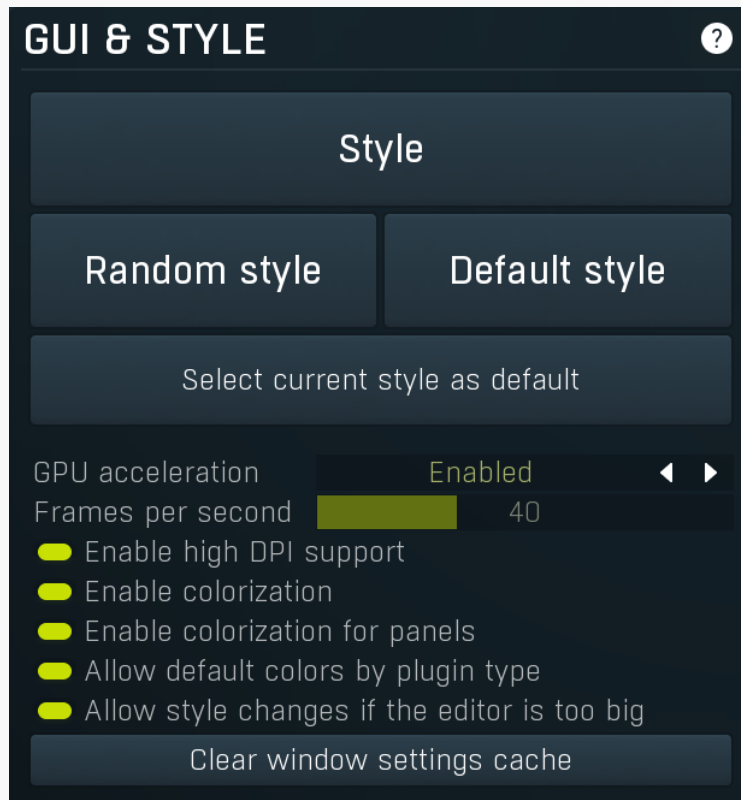 GUI & STYLE ?
Style
Random style Default style
Select current style as default
GPU acceleration Enabled
Frames per second 40
Enable high DPI support
Enable colorization
Enable colorization for panels
Allow default colors by plugin type
Allow style changes if the editor is too big
Clear window settings cache